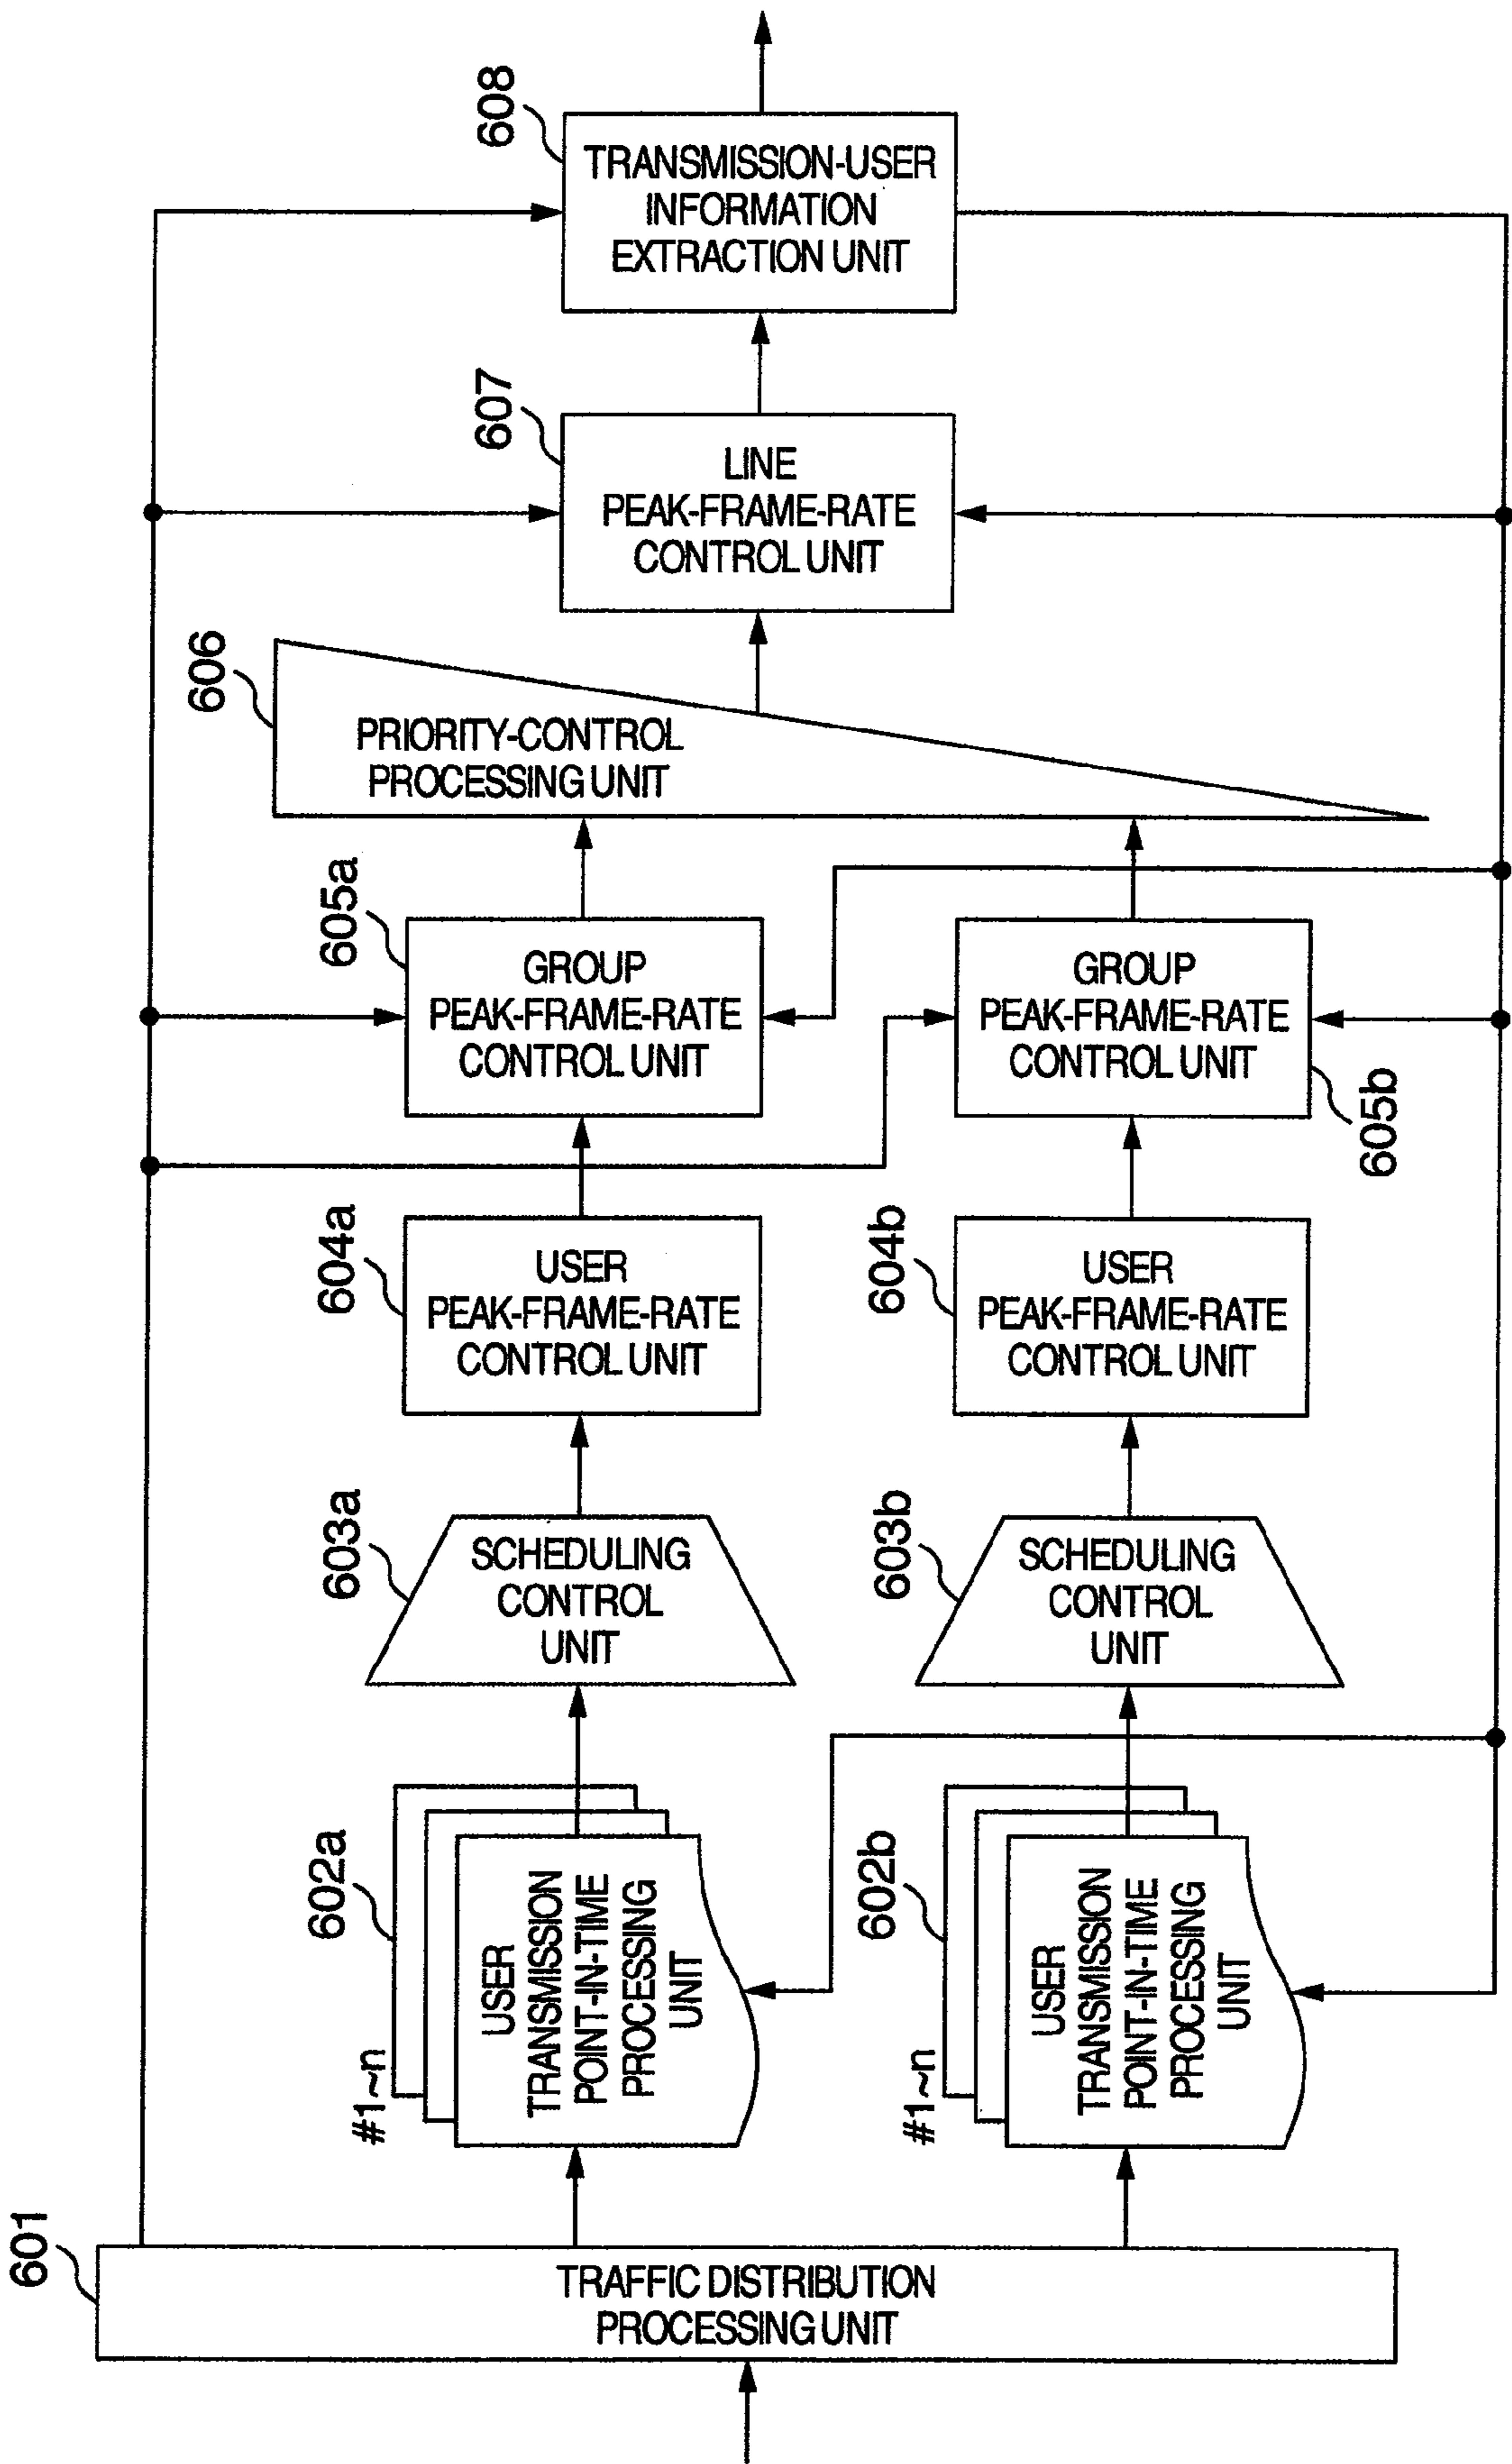 608
TRANSMISSION-USER
INFORMATION
EXTRACTION UNIT
607
LINE
PEAK-FRAME-RATE
CONTROL UNIT
606
PRIORITY-CONTROL
PROCESSING UNIT
605a
GROUP
PEAK-FRAME-RATE
CONTROL UNIT
GROUP
PEAK-FRAME-RATE
CONTROL UNIT
605b
604a
USER
PEAK-FRAME-RATE
CONTROL UNIT
604b
USER
PEAK-FRAME-RATE
CONTROL UNIT
603a
SCHEDULING
CONTROL
UNIT
603b
SCHEDULING
CONTROL
UNIT
602a
#1~n
USER
TRANSMISSION
POINT-IN-TIME
PROCESSING
UNIT
602b
#1~n
USER
TRANSMISSION
POINT-IN-TIME
PROCESSING
UNIT
601
TRAFFIC DISTRIBUTION
PROCESSING UNIT